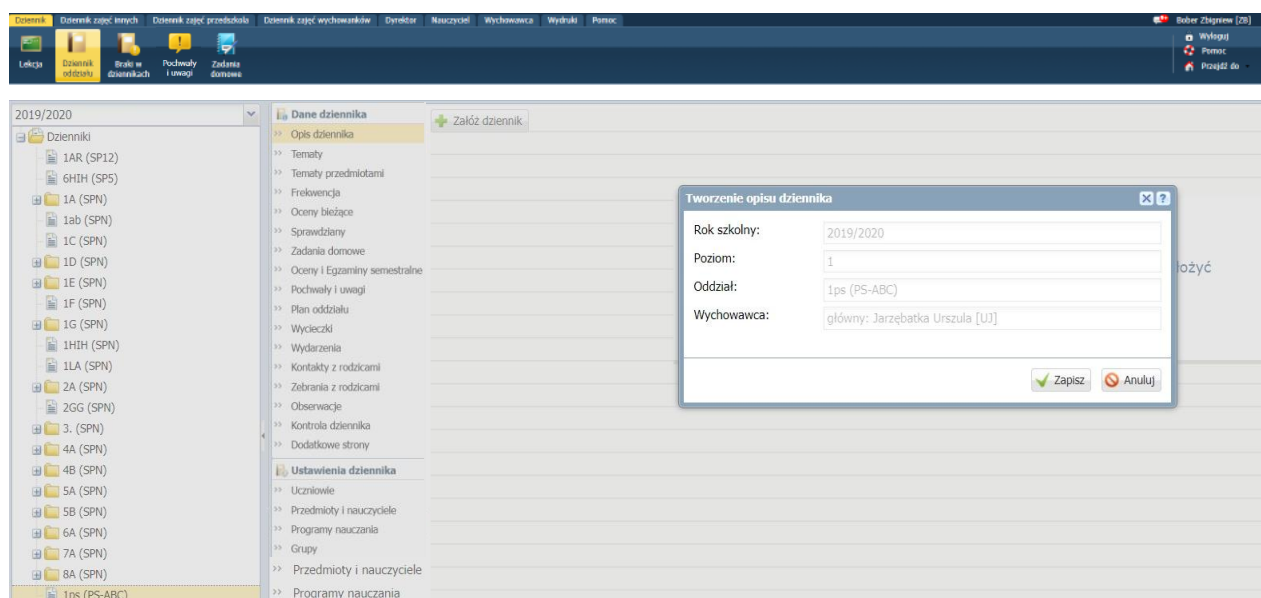 Dziennik Dziennik zajęć innych Dziennik zajęć przedszkola Dziennik zajęć wychowanków Dyrektor Nauczyciel Wychowawca Wydruki Pomoc Bober Zbigniew [ZB]
Lekcja
Dziennik oddziału
Braki w dziennikach
Pochwały i uwagi
Zadania domowe
Wyloguj
Pomoc
Przejdź do
2019/2020
Dzienniki
1AR (SP12)
6HIH (SP5)
1A (SPN)
1ab (SPN)
1C (SPN)
1D (SPN)
1E (SPN)
1F (SPN)
1G (SPN)
1HIH (SPN)
1LA (SPN)
2A (SPN)
2GG (SPN)
3. (SPN)
4A (SPN)
4B (SPN)
5A (SPN)
5B (SPN)
6A (SPN)
7A (SPN)
8A (SPN)
1ps (PS-ABC)
Dane dziennika
Opis dziennika
Tematy
Tematy przedmiotami
Frekwencja
Oceny bieżące
Sprawdziany
Zadania domowe
Oceny i Egzaminy semestralne
Pochwały i uwagi
Plan oddziału
Wycieczki
Wydarzenia
Kontakty z rodzicami
Zebrania z rodzicami
Obserwacje
Kontrola dziennika
Dodatkowe strony
Ustawienia dziennika
Uczniowie
Przedmioty i nauczyciele
Programy nauczania
Grupy
Przedmioty i nauczyciele
Programy nauczania
Załóż dziennik
Tworzenie opisu dziennika
Rok szkolny: 2019/2020
Poziom: 1
Oddział: 1ps (PS-ABC)
Wychowawca: główny: Jarzębatka Urszula [UJ]
Zapisz Anuluj
łożyć